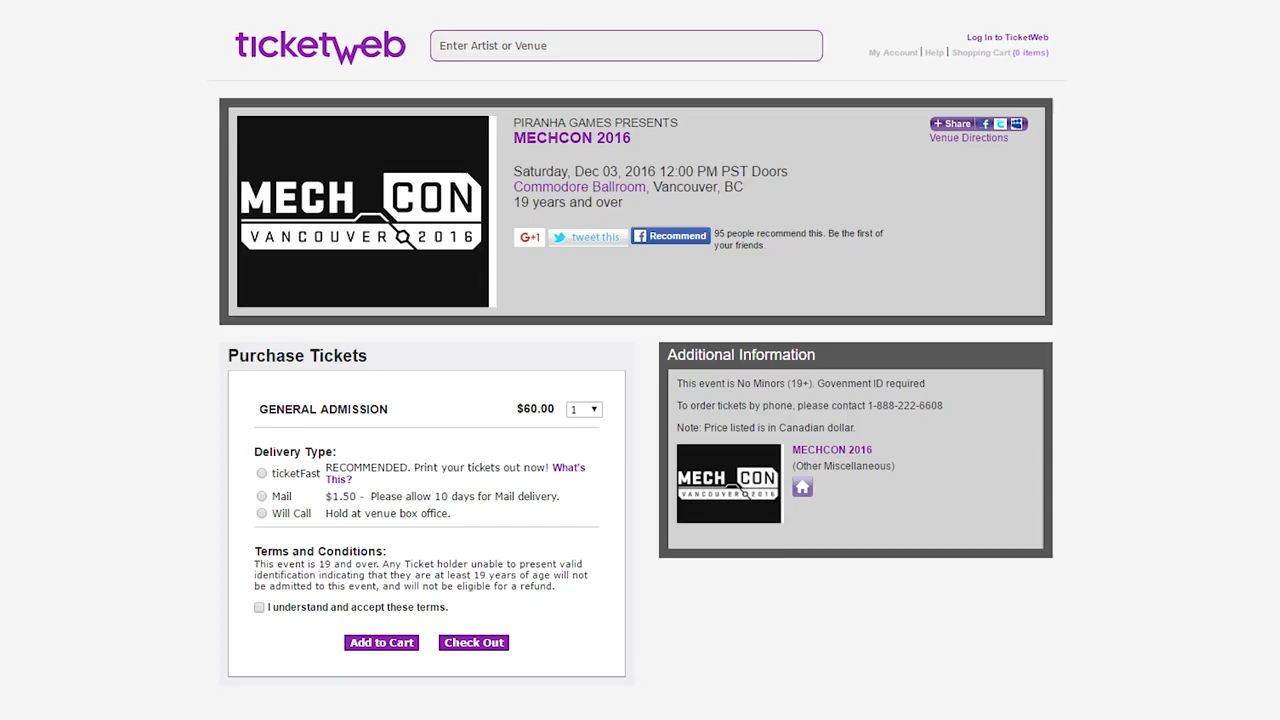 ticketweb
Enter Artist or Venue
Log In to TicketWeb
My Account | Help | Shopping Cart (0 items)
MECH CON
VANCOUVER 2016
PIRANHA GAMES PRESENTS
MECHCON 2016
Saturday, Dec 03, 2016 12:00 PM PST Doors
Commodore Ballroom, Vancouver, BC
19 years and over
G+1 tweet this Recommend 95 people recommend this. Be the first of
your friends.
+ Share
Venue Directions
Purchase Tickets
GENERAL ADMISSION $60.00 1
Delivery Type:
ticketFast RECOMMENDED. Print your tickets out now! What's
This?
Mail $1.50 - Please allow 10 days for Mail delivery.
Will Call Hold at venue box office.
Terms and Conditions:
This event is 19 and over. Any Ticket holder unable to present valid
identification indicating that they are at least 19 years of age will not
be admitted to this event, and will not be eligible for a refund.
I understand and accept these terms.
Add to Cart Check Out
Additional Information
This event is No Minors (19+). Govenment ID required
To order tickets by phone, please contact 1-888-222-6608
Note: Price listed is in Canadian dollar.
MECH CON
VANCOUVER 2016
MECHCON 2016
(Other Miscellaneous)